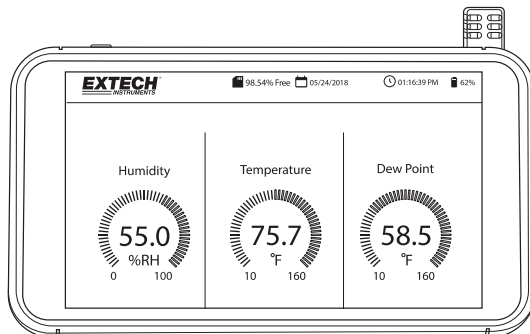 EXTECH®
INSTRUMENTS
98.54% Free 05/24/2018 01:16:39 PM 62%
Humidity
55.0
%RH
0 100
Temperature
75.7
°F
10 160
Dew Point
58.5
°F
10 160